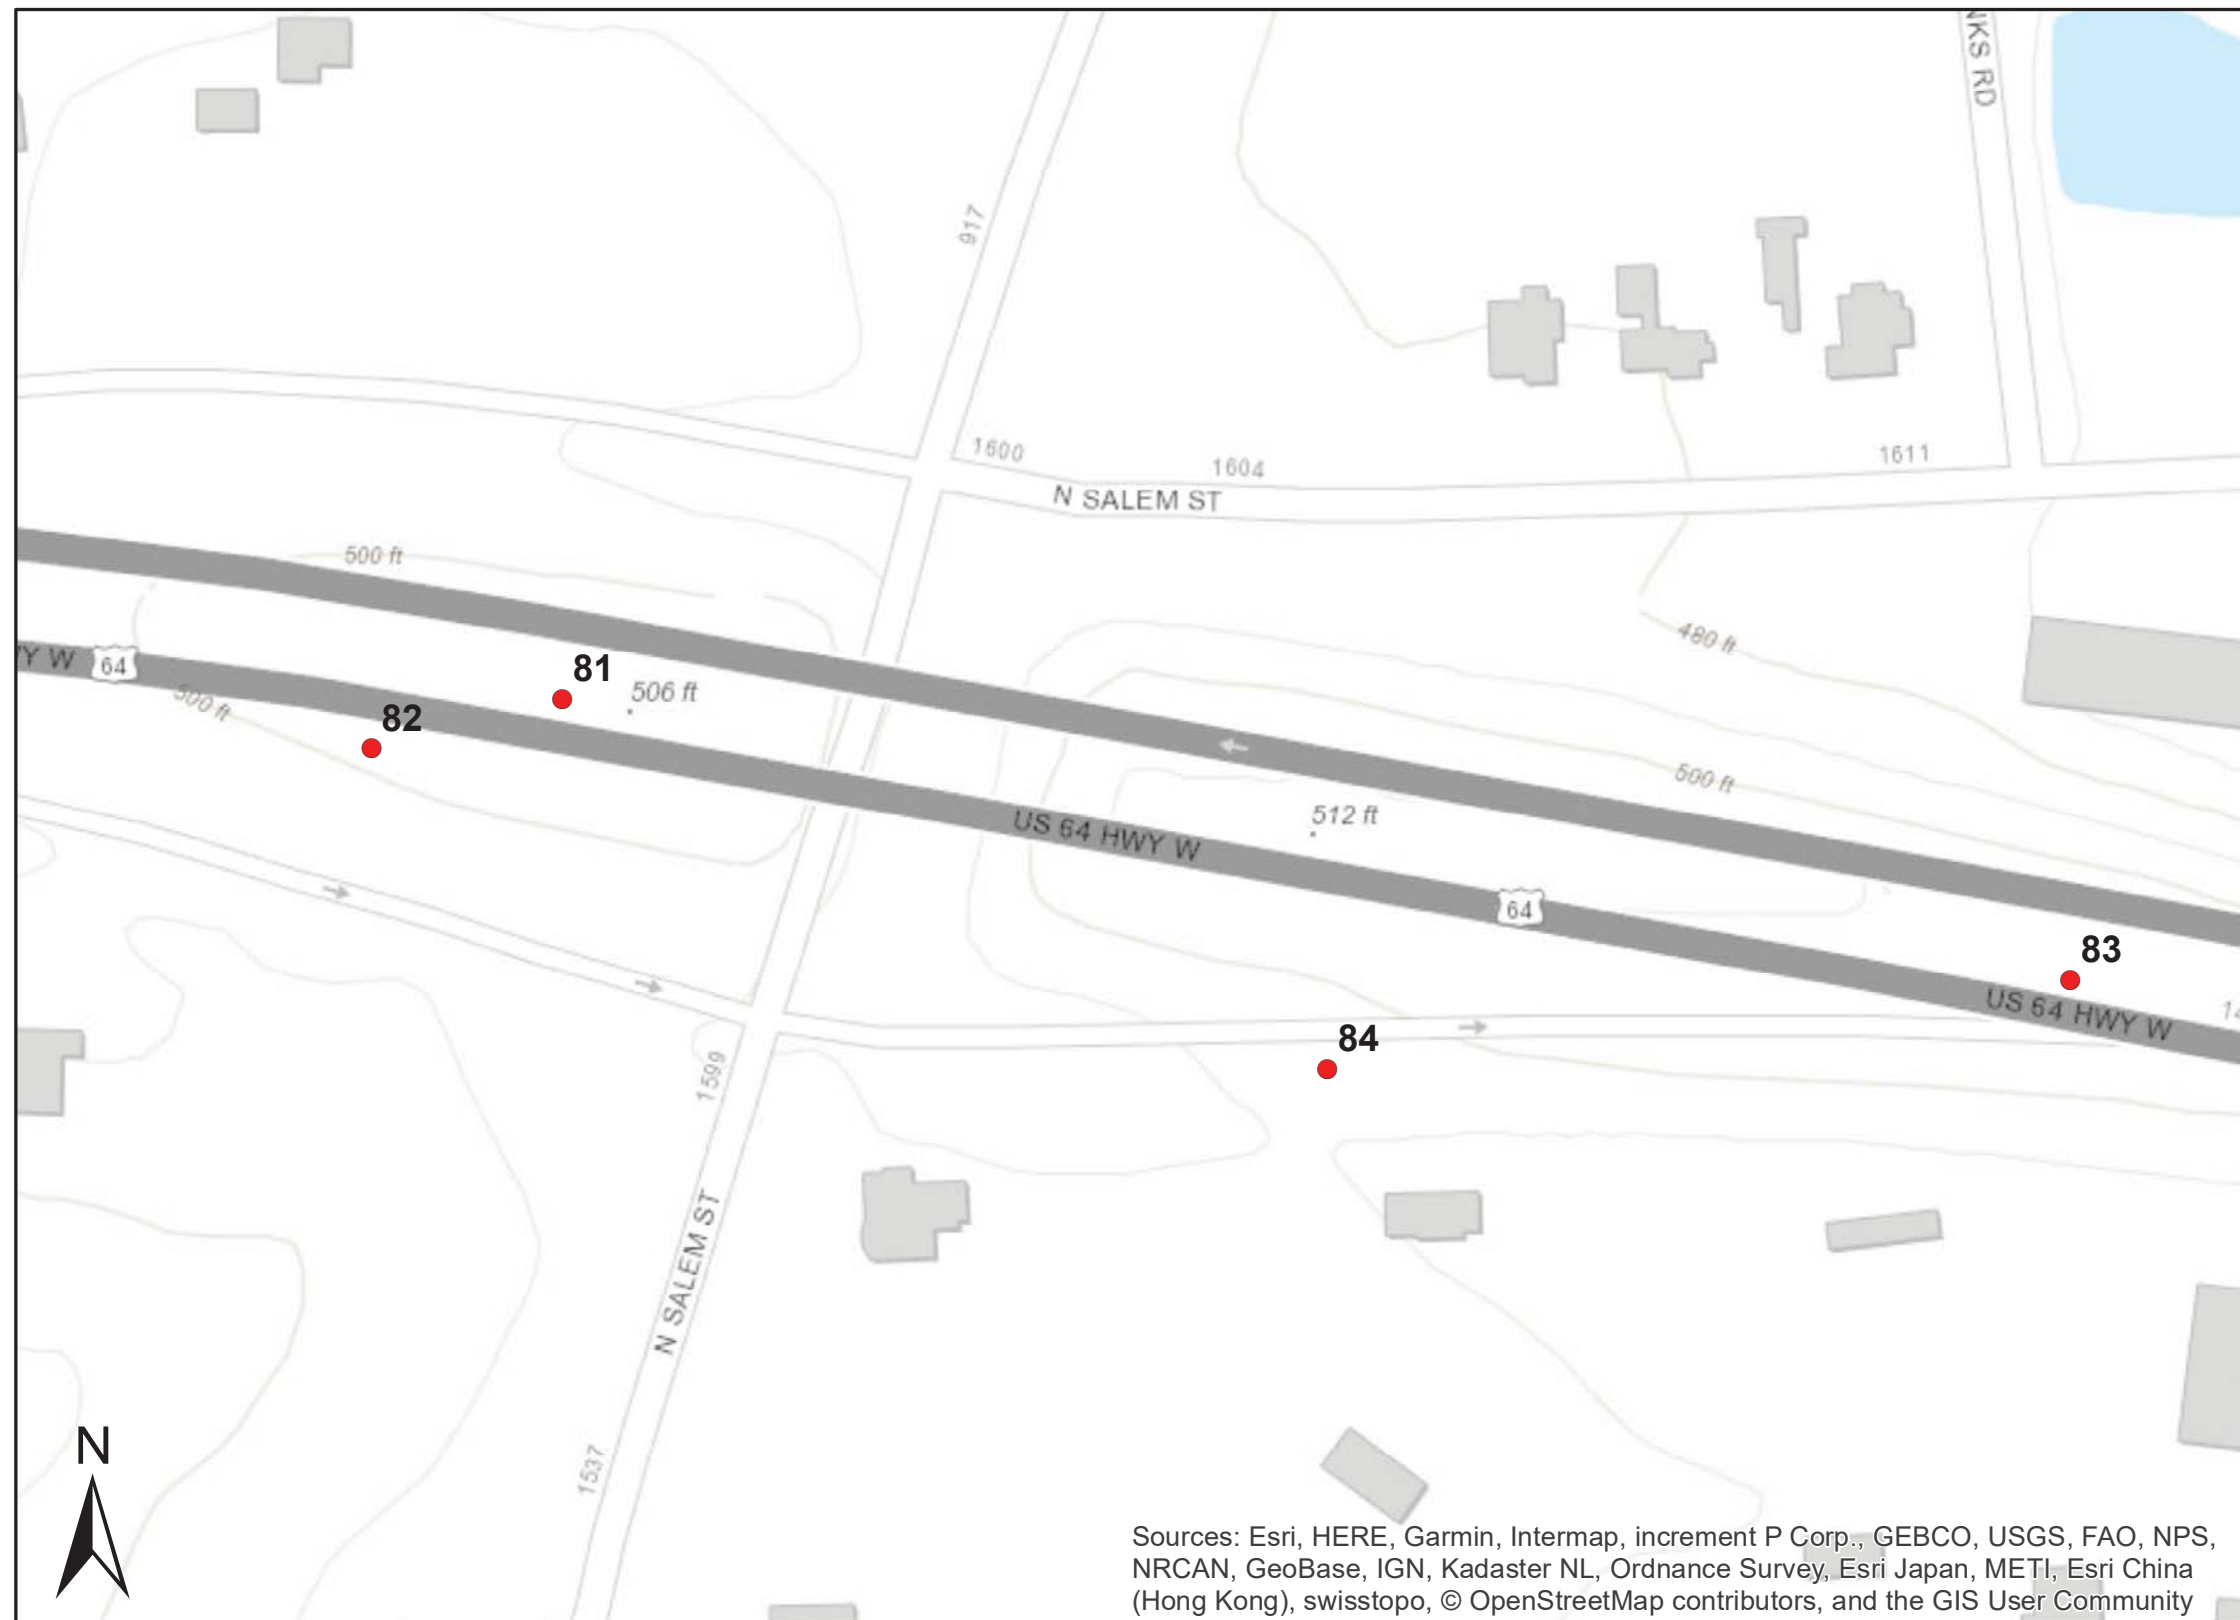 NKS RD
917
1600
1604
1611
N SALEM ST
500 ft
480 ft
81
506 ft
Y W
64
500 ft
82
500 ft
512 ft
US 64 HWY W
64
83
US 64 HWY W
14
84
1599
N SALEM ST
1537
N
Sources: Esri, HERE, Garmin, Intermap, increment P Corp., GEBCO, USGS, FAO, NPS,
NRCAN, GeoBase, IGN, Kadaster NL, Ordnance Survey, Esri Japan, METI, Esri China
(Hong Kong), swisstopo, © OpenStreetMap contributors, and the GIS User Community